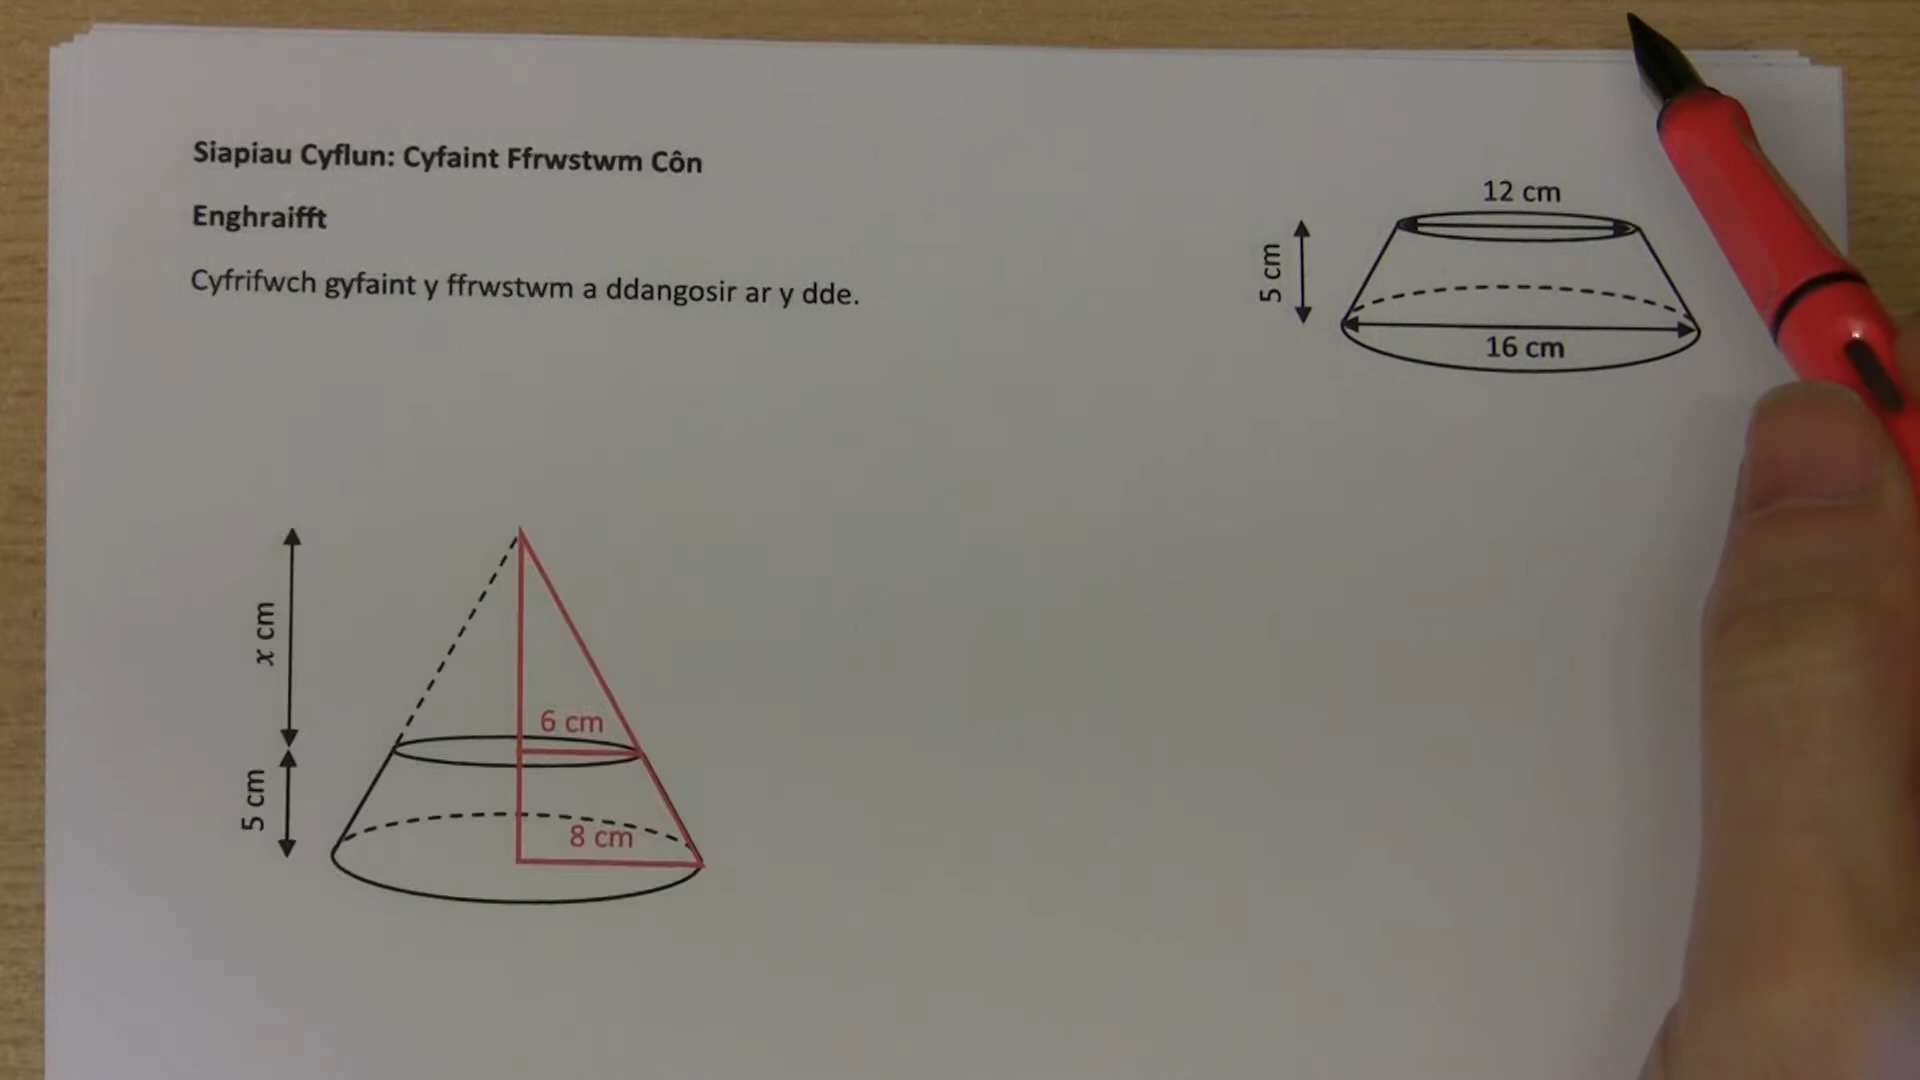 Siapiau Cyflun: Cyfaint Ffrwstwm Côn
Enghraifft
Cyfrifwch gyfaint y ffrwstwm a ddangosir ar y dde.
12 cm
5 cm
16 cm
x cm
6 cm
5 cm
8 cm